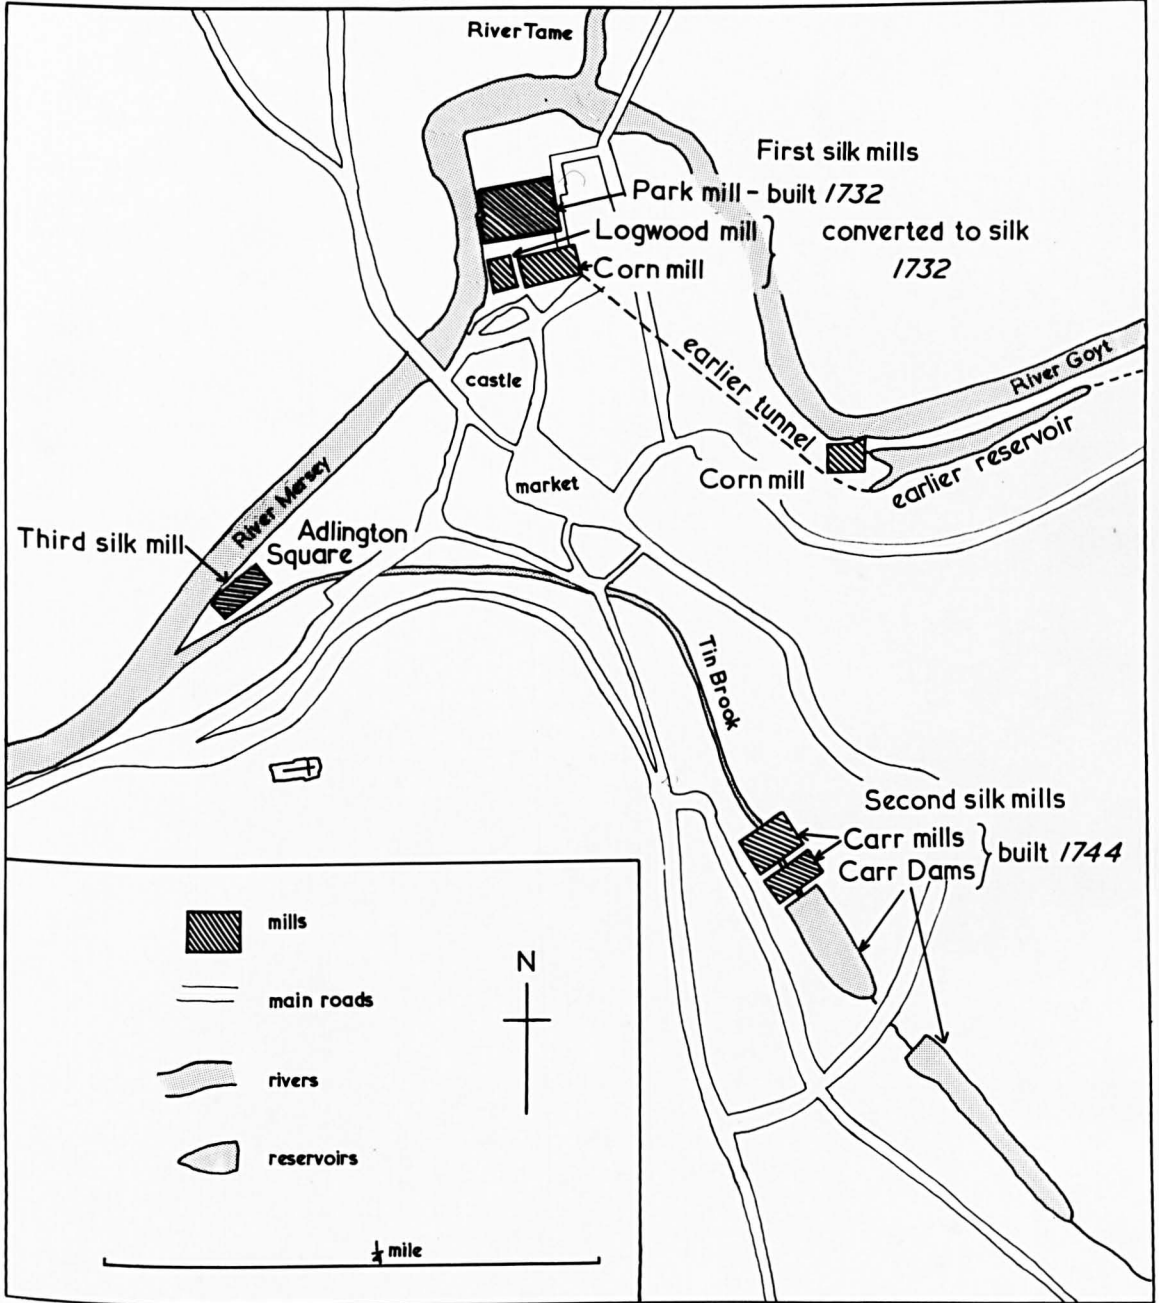 River Tame
First silk mills
Park mill – built 1732
Logwood mill
converted to silk
Corn mill
1732
earlier tunnel
castle
River Goyt
earlier reservoir
Corn mill
market
River Mersey
Third silk mill
Adlington
Square
Tin Brook
Second silk mills
Carr mills
built 1744
Carr Dams
mills
N
main roads
rivers
reservoirs
¼ mile